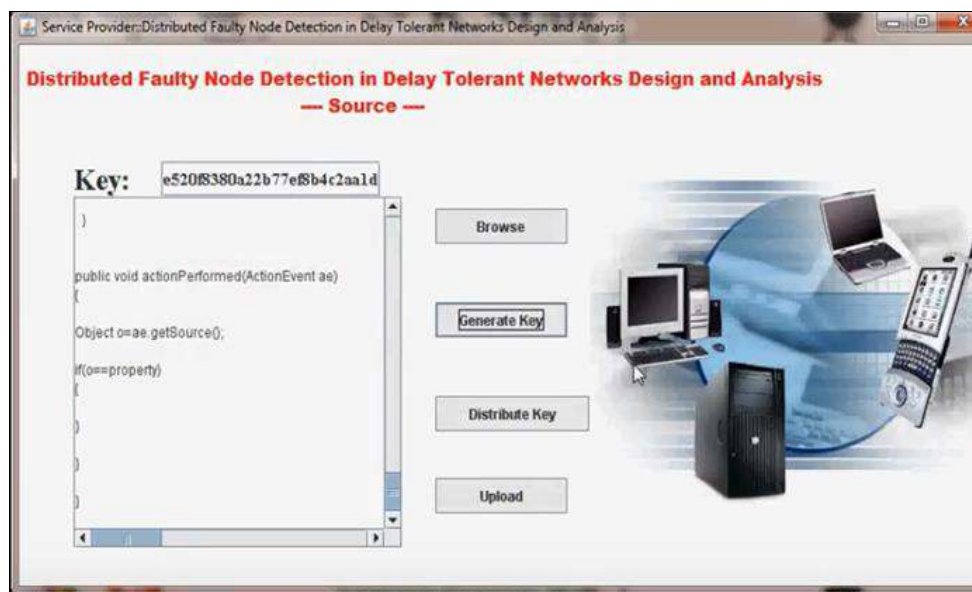 Service Provider::Distributed Faulty Node Detection in Delay Tolerant Networks Design and Analysis
Distributed Faulty Node Detection in Delay Tolerant Networks Design and Analysis
---- Source ----
Key: e520f8380a22b77ef8b4c2aa1d
}
public void actionPerformed(ActionEvent ae)
{
Object o=ae.getSource();
if(o==property)
{
}
}
}
Browse
Generate Key
Distribute Key
Upload